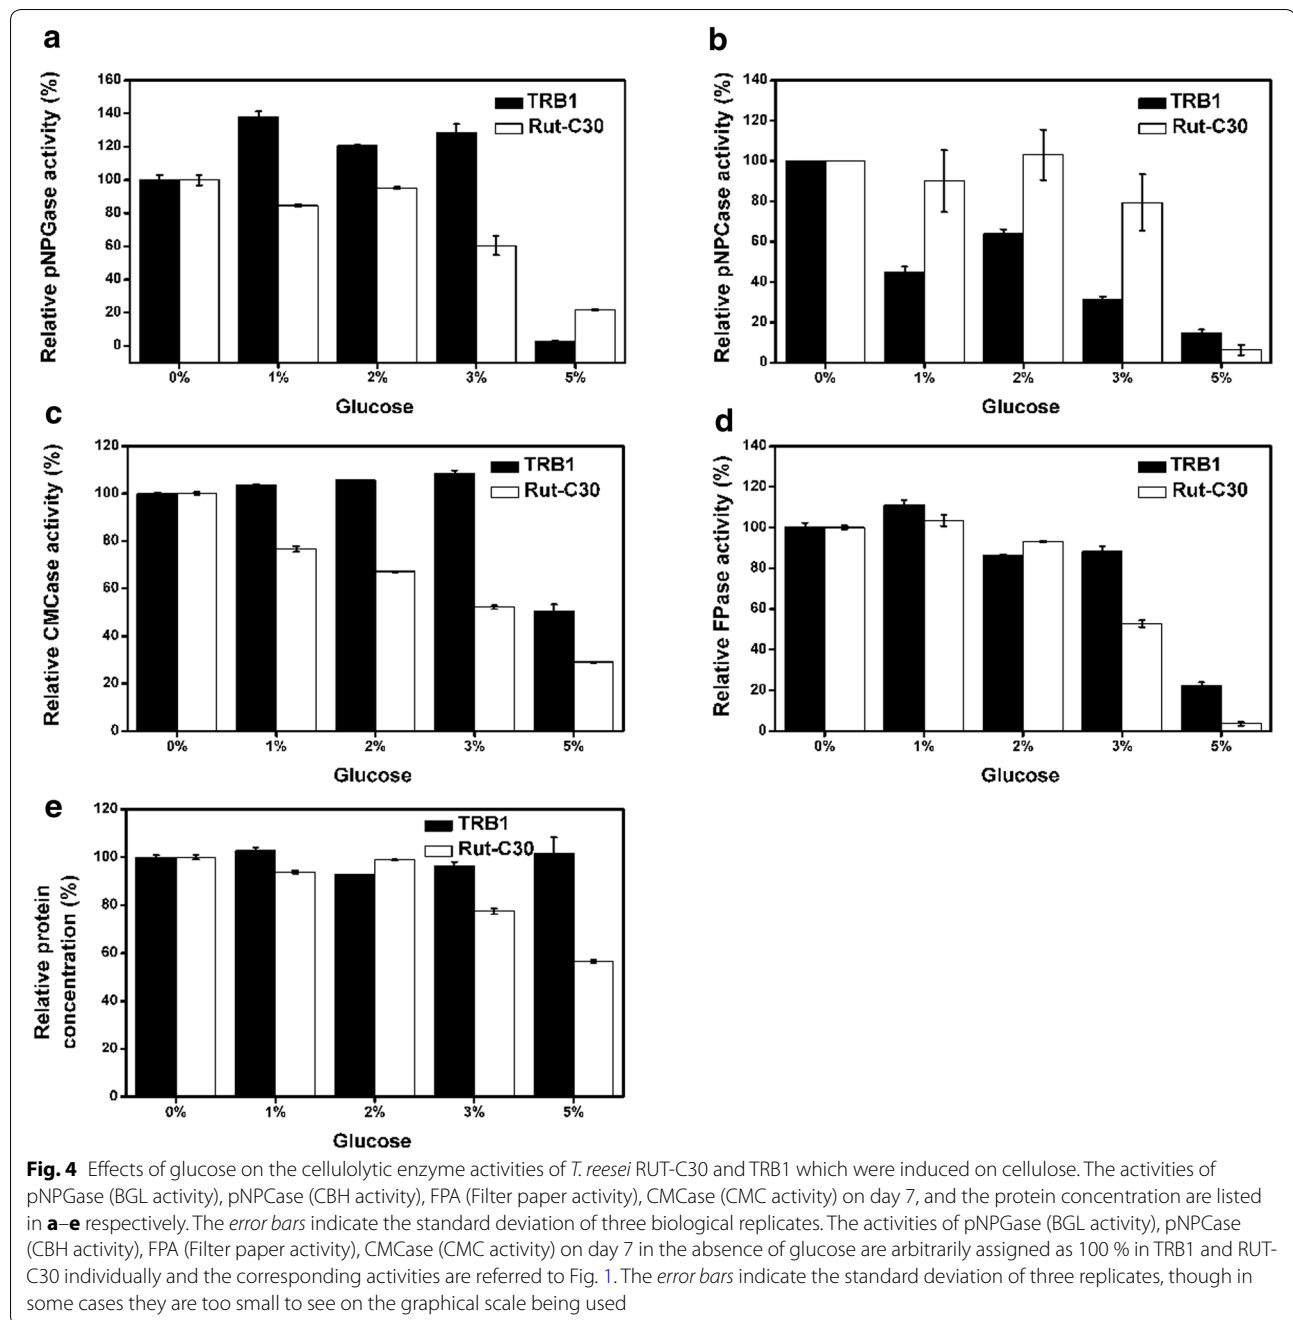 a
Relative pNPGase activity (%)
160
140
120
100
80
60
40
20
0
TRB1
Rut-C30
0% 1% 2% 3% 5%
Glucose
b
Relative pNPCase activity (%)
140
120
100
80
60
40
20
0
TRB1
Rut-C30
0% 1% 2% 3% 5%
Glucose
c
Relative CMCase activity (%)
120
100
80
60
40
20
0
TRB1
Rut-C30
0% 1% 2% 3% 5%
Glucose
d
Relative FPase activity (%)
140
120
100
80
60
40
20
0
TRB1
Rut-C30
0% 1% 2% 3% 5%
Glucose
e
Relative protein
concentration (%)
120
100
80
60
40
20
0
TRB1
Rut-C30
0% 1% 2% 3% 5%
Glucose
Fig. 4 Effects of glucose on the cellulolytic enzyme activities of T. reesei RUT-C30 and TRB1 which were induced on cellulose. The activities of
pNPGase (BGL activity), pNPCase (CBH activity), FPA (Filter paper activity), CMCase (CMC activity) on day 7, and the protein concentration are listed
in a–e respectively. The error bars indicate the standard deviation of three biological replicates. The activities of pNPGase (BGL activity), pNPCase
(CBH activity), FPA (Filter paper activity), CMCase (CMC activity) on day 7 in the absence of glucose are arbitrarily assigned as 100 % in TRB1 and RUT-
C30 individually and the corresponding activities are referred to Fig. 1. The error bars indicate the standard deviation of three replicates, though in
some cases they are too small to see on the graphical scale being used